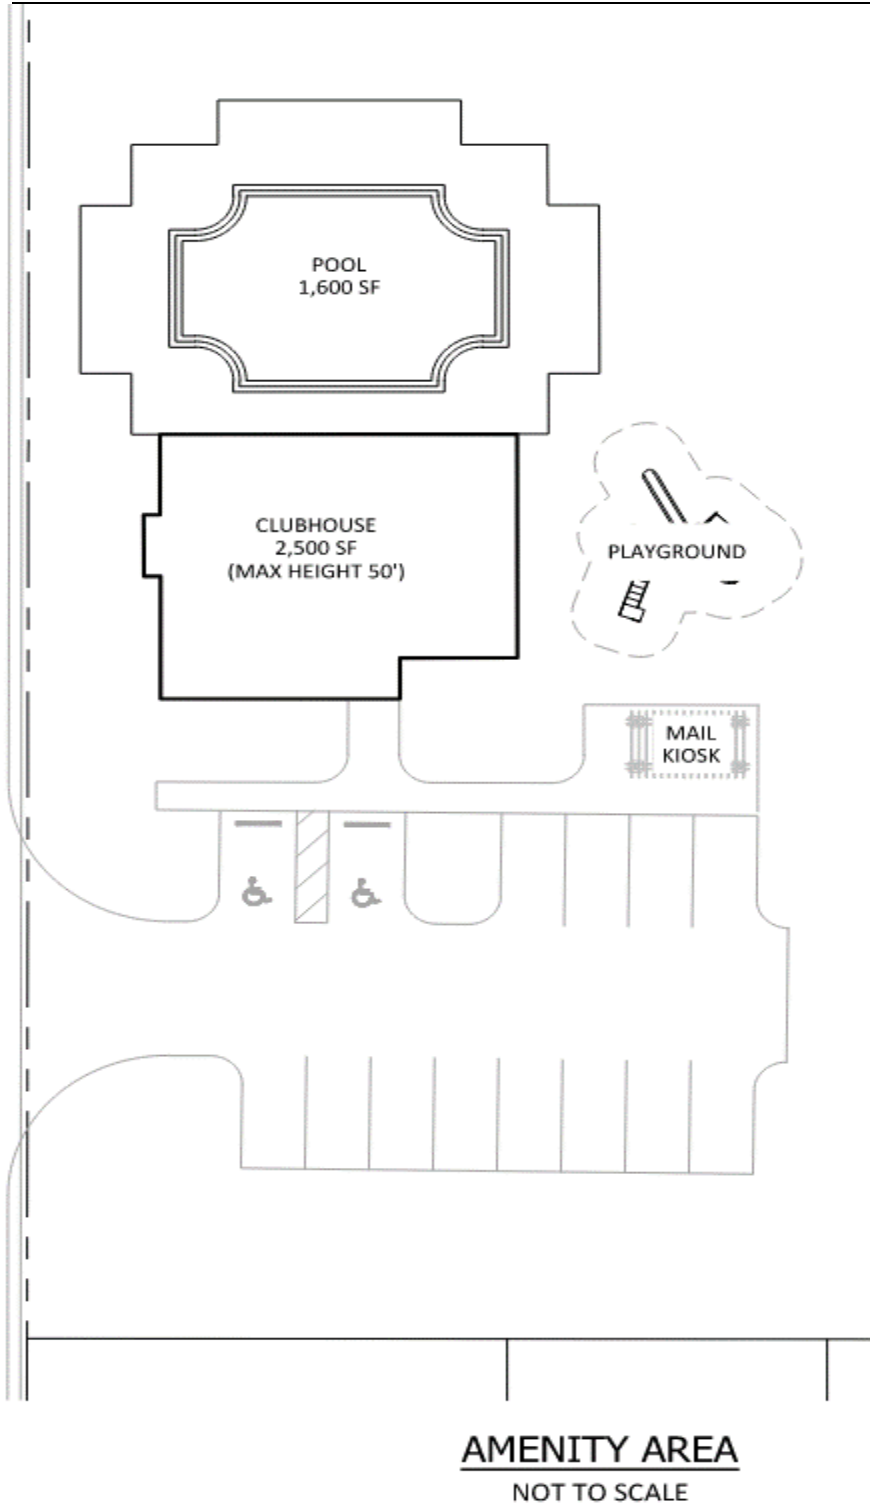 POOL
1,600 SF
CLUBHOUSE
2,500 SF
(MAX HEIGHT 50')
PLAYGROUND
MAIL
KIOSK
AMENITY AREA
NOT TO SCALE